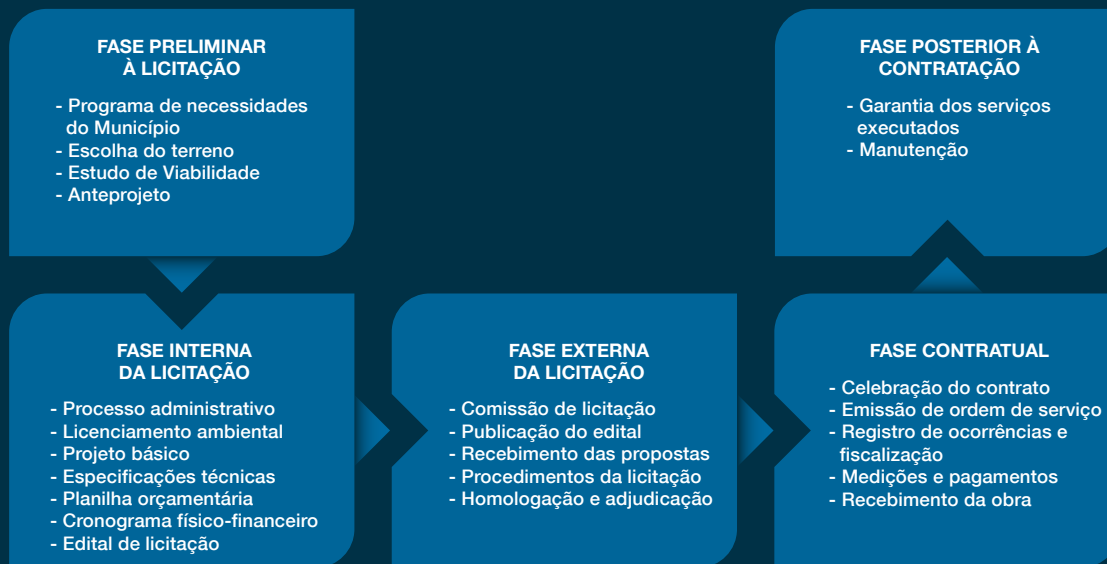 FASE PRELIMINAR
À LICITAÇÃO
- Programa de necessidades
do Município
- Escolha do terreno
- Estudo de Viabilidade
- Anteprojeto
FASE INTERNA
DA LICITAÇÃO
- Processo administrativo
- Licenciamento ambiental
- Projeto básico
- Especificações técnicas
- Planilha orçamentária
- Cronograma físico-financeiro
- Edital de licitação
FASE EXTERNA
DA LICITAÇÃO
- Comissão de licitação
- Publicação do edital
- Recebimento das propostas
- Procedimentos da licitação
- Homologação e adjudicação
FASE CONTRATUAL
- Celebração do contrato
- Emissão de ordem de serviço
- Registro de ocorrências e
fiscalização
- Medições e pagamentos
- Recebimento da obra
FASE POSTERIOR À
CONTRATAÇÃO
- Garantia dos serviços
executados
- Manutenção